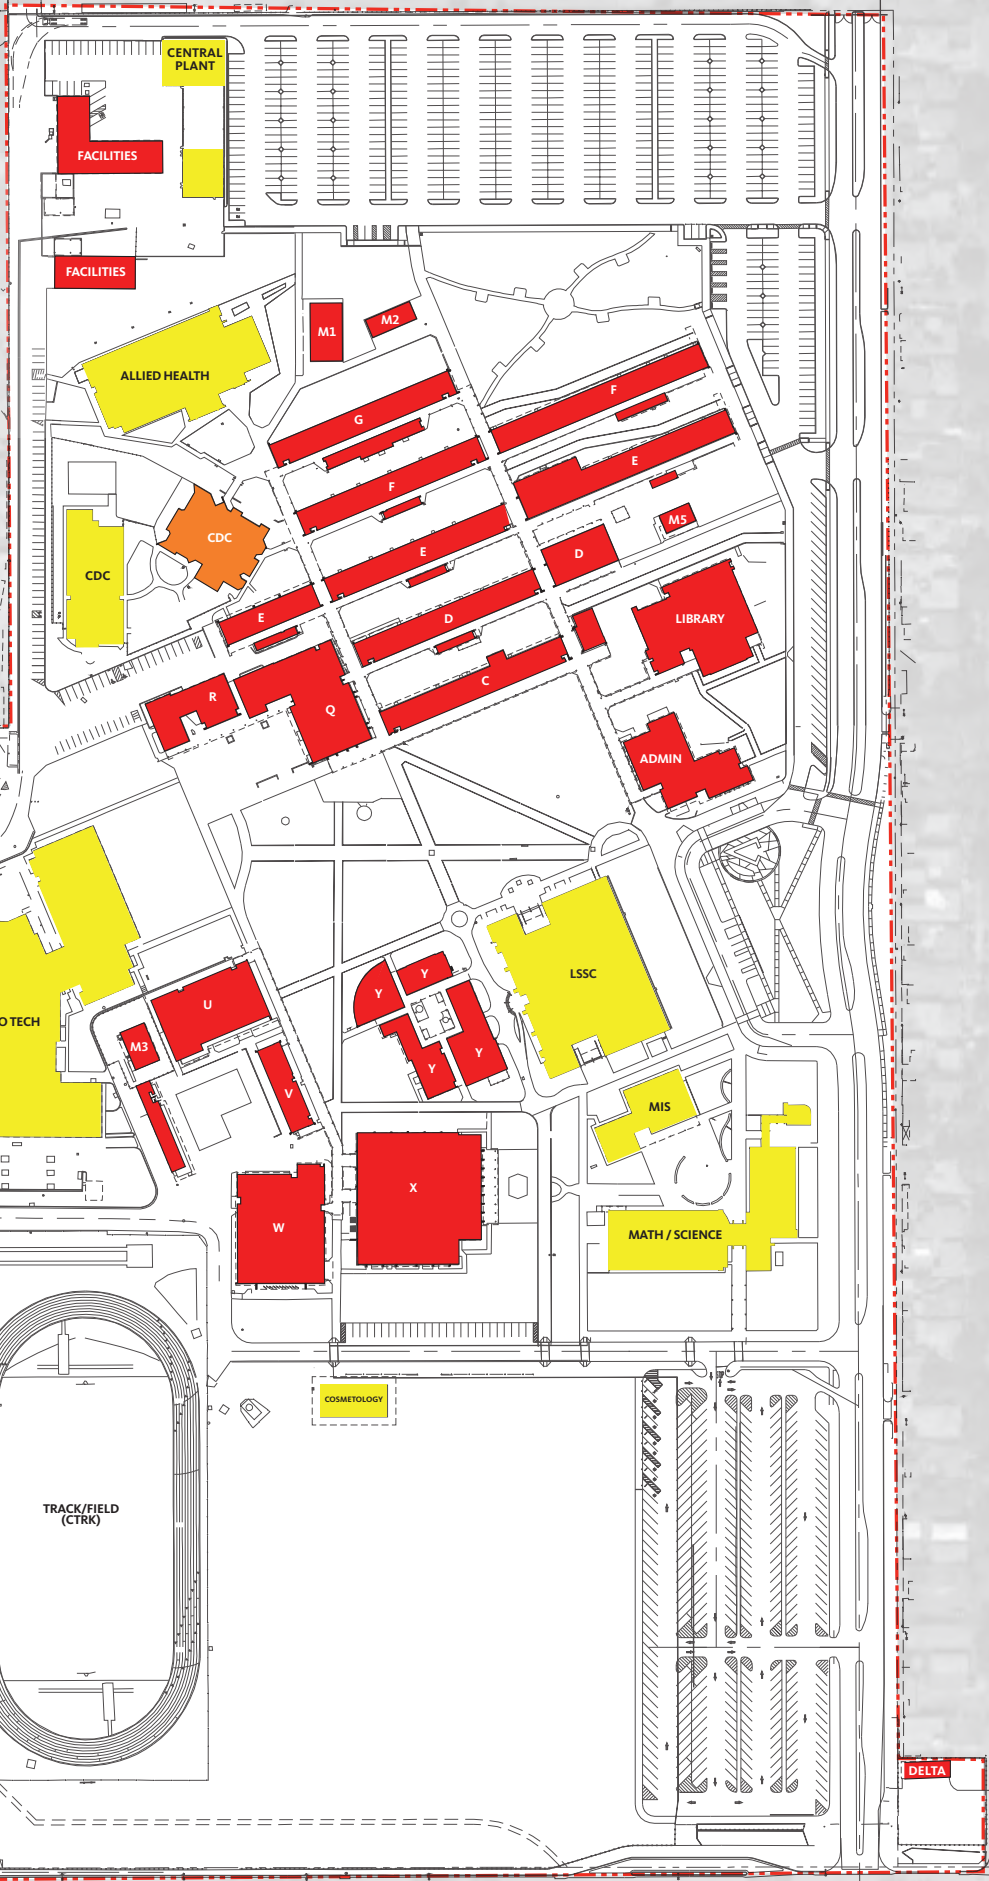 CENTRAL
PLANT
FACILITIES
FACILITIES
M1
M2
ALLIED HEALTH
G
F
F
E
E
M5
CDC
CDC
D
E
D
LIBRARY
C
R
Q
ADMIN
LSSC
Y
Y
Y
Y
U
O TECH
M3
V
MIS
X
W
MATH / SCIENCE
COSMETOLOGY
TRACK/FIELD
(CTRK)
DELTA